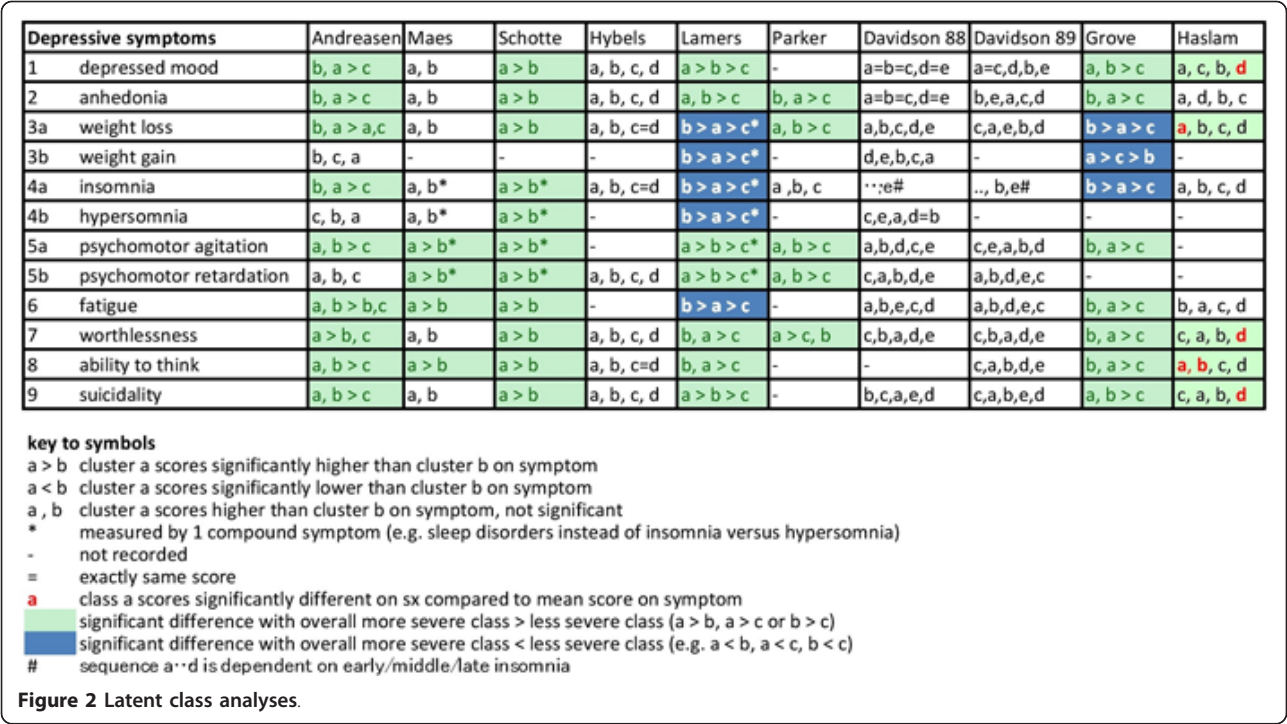 Depressive symptoms Andreasen Maes Schotte Hybels Lamers Parker Davidson 88 Davidson 89 Grove Haslam
1 depressed mood b, a > c a, b a > b a, b, c, d a > b > c - a=b=c,d=e a=c,d,b,e a, b > c a, c, b, d
2 anhedonia b, a > c a, b a > b a, b, c, d a, b > c b, a > c a=b=c,d=e b,e,a,c,d b, a > c a, d, b, c
3a weight loss b, a > a,c a, b a > b a, b, c=d b > a > c* a, b > c a,b,c,d,e c,a,e,b,d b > a > c a, b, c, d
3b weight gain b, c, a - - - b > a > c* - d,e,b,c,a - a > c > b -
4a insomnia b, a > c a, b* a > b* a, b, c=d b > a > c* a ,b, c ···;e# .., b,e# b > a > c a, b, c, d
4b hypersomnia c, b, a a, b* a > b* - b > a > c* - c,e,a,d=b - - -
5a psychomotor agitation a, b > c a > b* a > b* - a > b > c* a, b > c a,b,d,c,e c,e,a,b,d b, a > c -
5b psychomotor retardation a, b, c a > b* a > b* a, b, c, d a > b > c* a, b > c c,a,b,d,e a,b,d,e,c - -
6 fatigue a, b > b,c a > b a > b - b > a > c - a,b,e,c,d a,b,d,e,c b, a > c b, a, c, d
7 worthlessness a > b, c a, b a > b a, b, c, d b, a > c a > c, b c,b,a,d,e c,b,a,d,e b, a > c c, a, b, d
8 ability to think a, b > c a > b a > b a, b, c=d b, a > c - - c,a,b,d,e b, a > c a, b, c, d
9 suicidality a, b > c a, b a > b a, b, c, d a > b > c - b,c,a,e,d c,a,b,e,d a, b > c c, a, b, d
key to symbols
a > b cluster a scores significantly higher than cluster b on symptom
a < b cluster a scores significantly lower than cluster b on symptom
a , b cluster a scores higher than cluster b on symptom, not significant
* measured by 1 compound symptom (e.g. sleep disorders instead of insomnia versus hypersomnia)
- not recorded
= exactly same score
a class a scores significantly different on sx compared to mean score on symptom
significant difference with overall more severe class > less severe class (a > b, a > c or b > c)
significant difference with overall more severe class < less severe class (e.g. a < b, a < c, b < c)
# sequence a··d is dependent on early/middle/late insomnia
Figure 2 Latent class analyses.